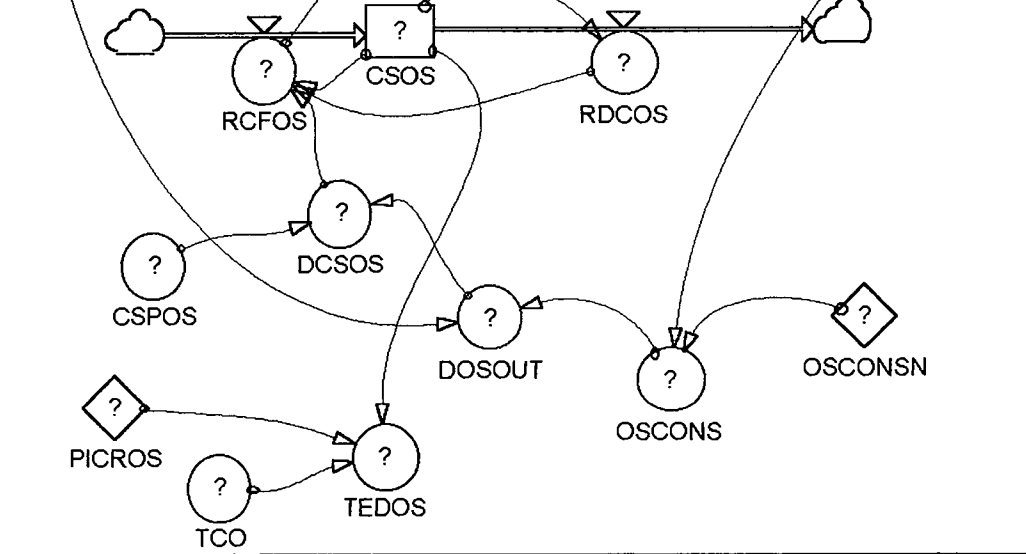 ?
CSOS
?
RCFOS
?
RDCOS
?
DCSOS
?
CSPOS
?
DOSOUT
?
OSCONSN
?
OSCONS
?
PICROS
?
TEDOS
?
TCO